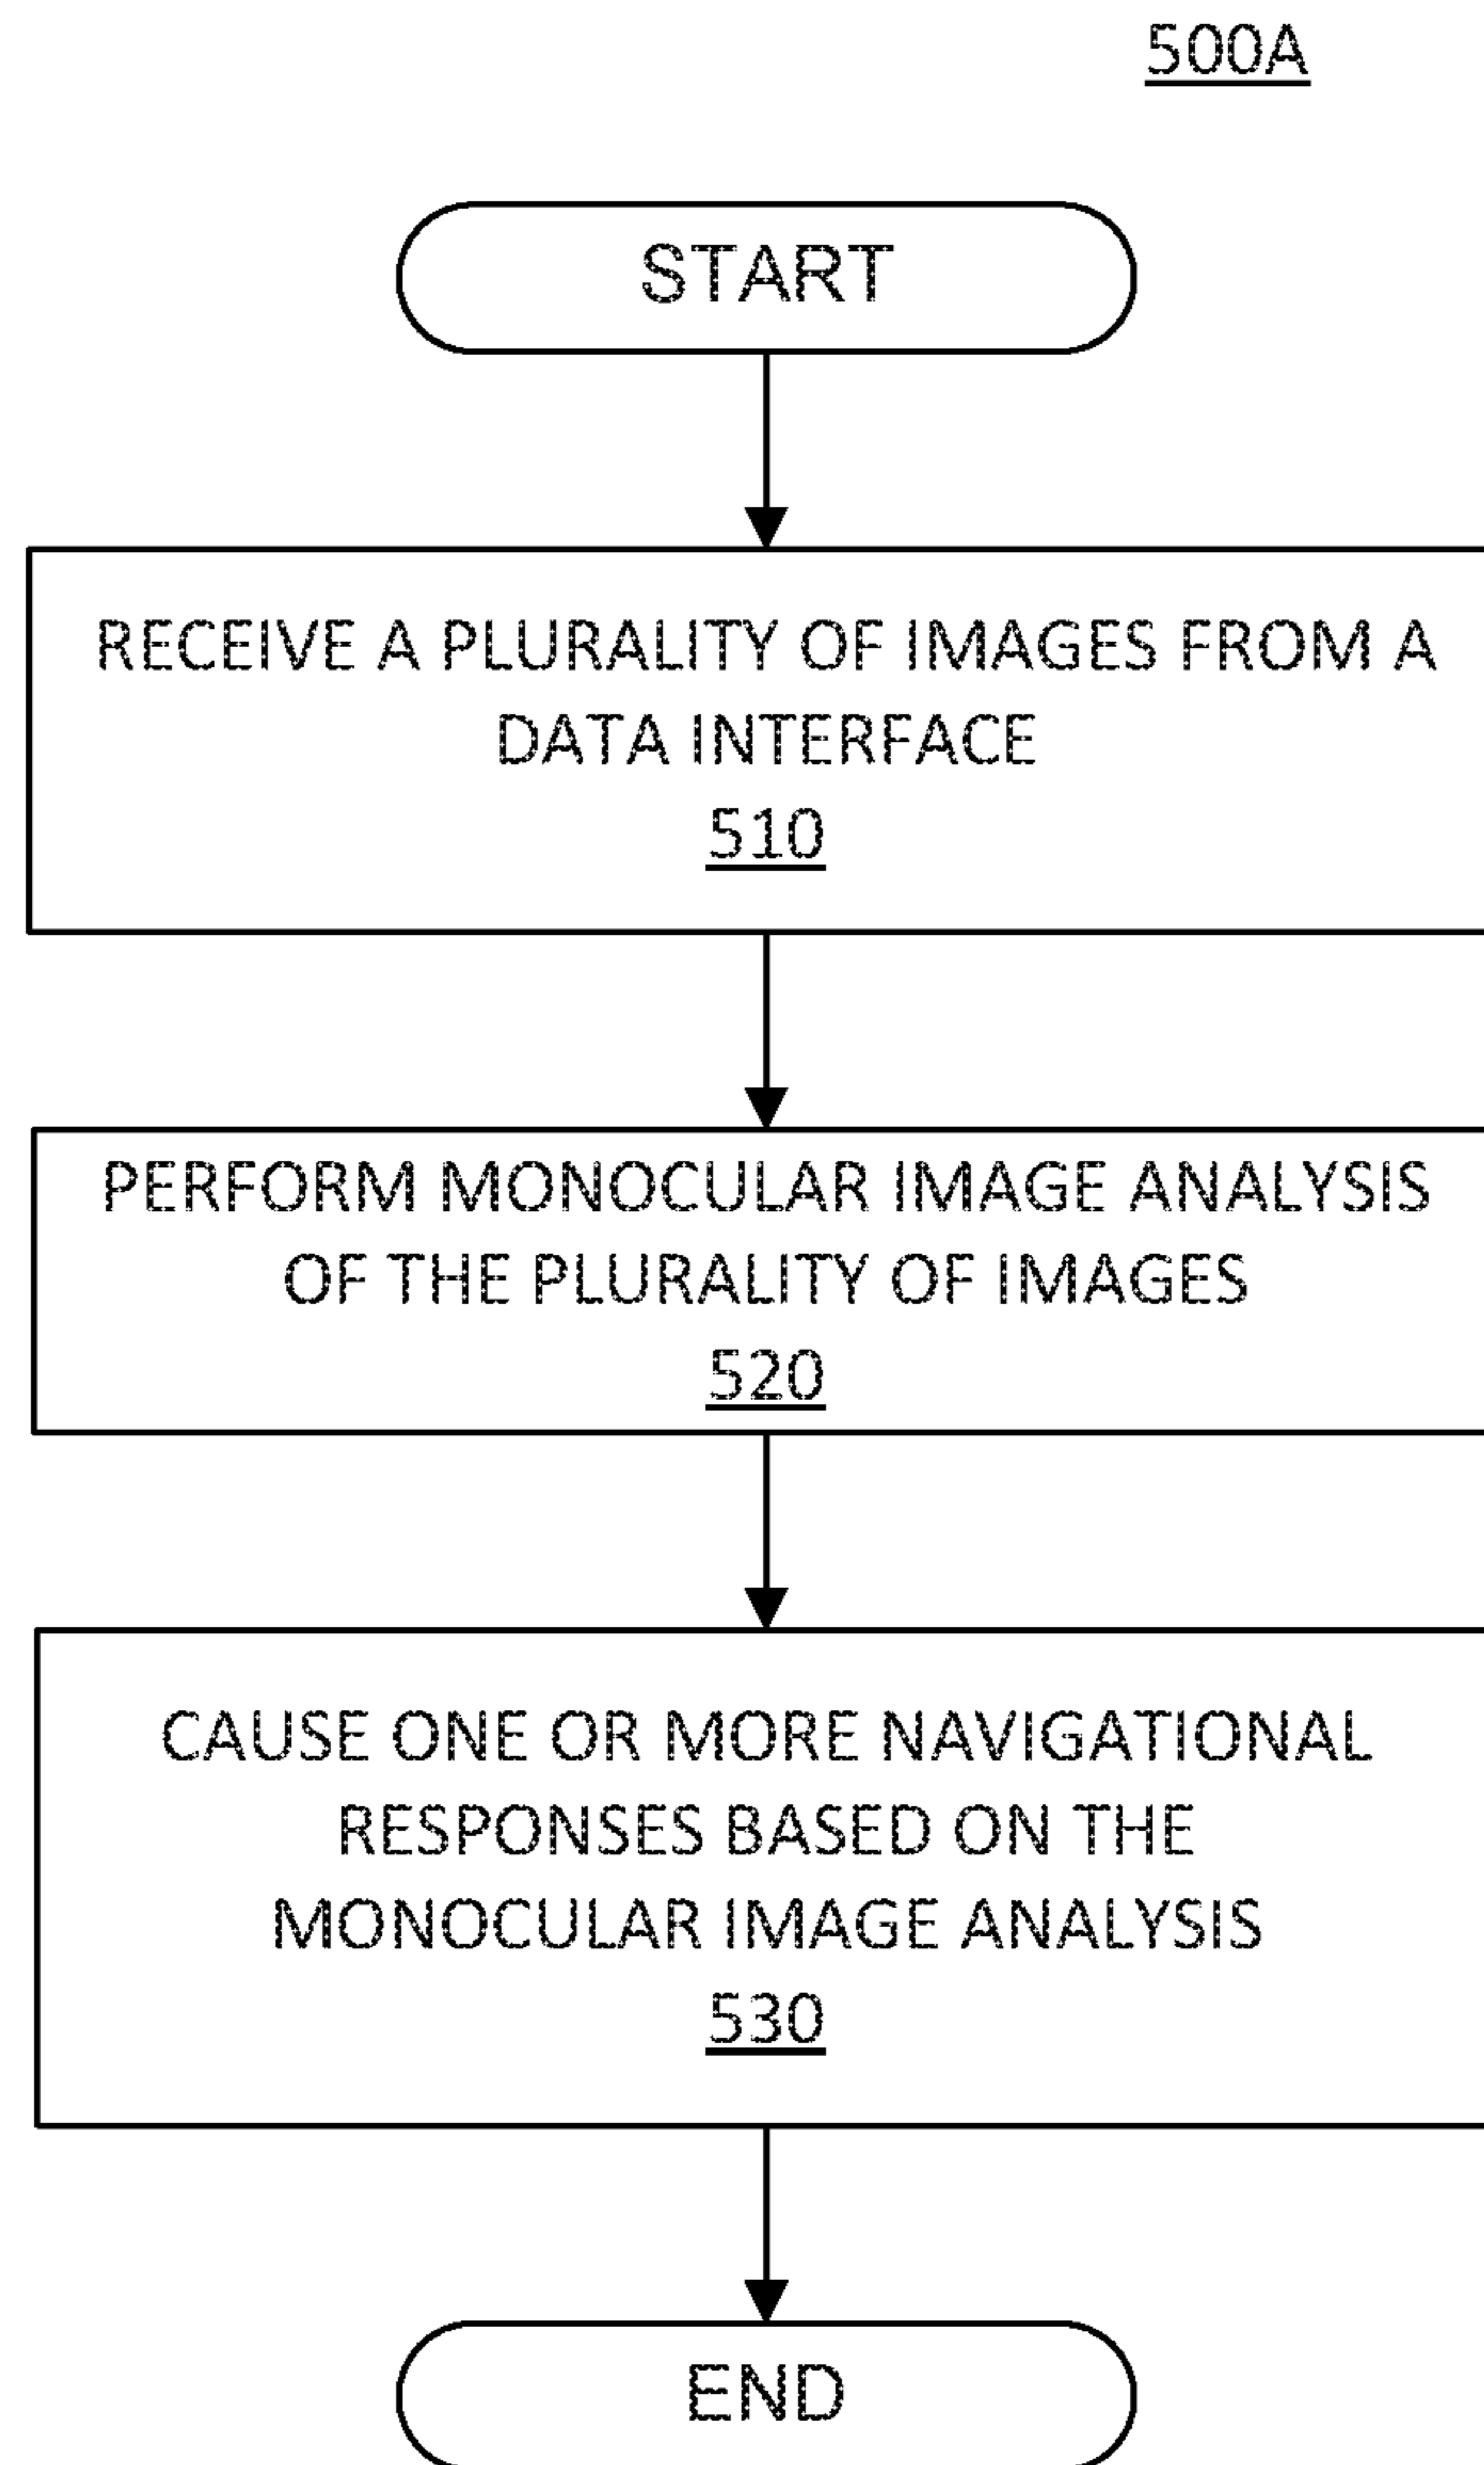 500A
START
RECEIVE A PLURALITY OF IMAGES FROM A
DATA INTERFACE
510
PERFORM MONOCULAR IMAGE ANALYSIS
OF THE PLURALITY OF IMAGES
520
CAUSE ONE OR MORE NAVIGATIONAL
RESPONSES BASED ON THE
MONOCULAR IMAGE ANALYSIS
530
END